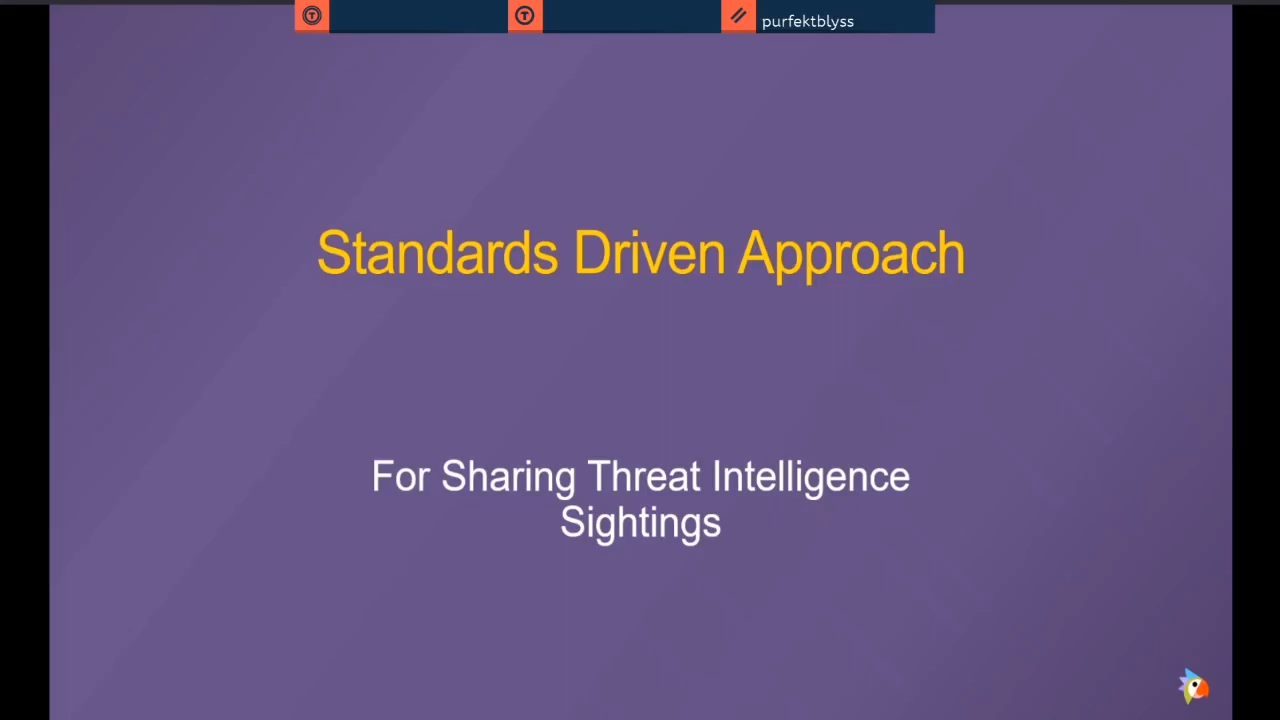 purfektblyss
Standards Driven Approach
For Sharing Threat Intelligence
Sightings